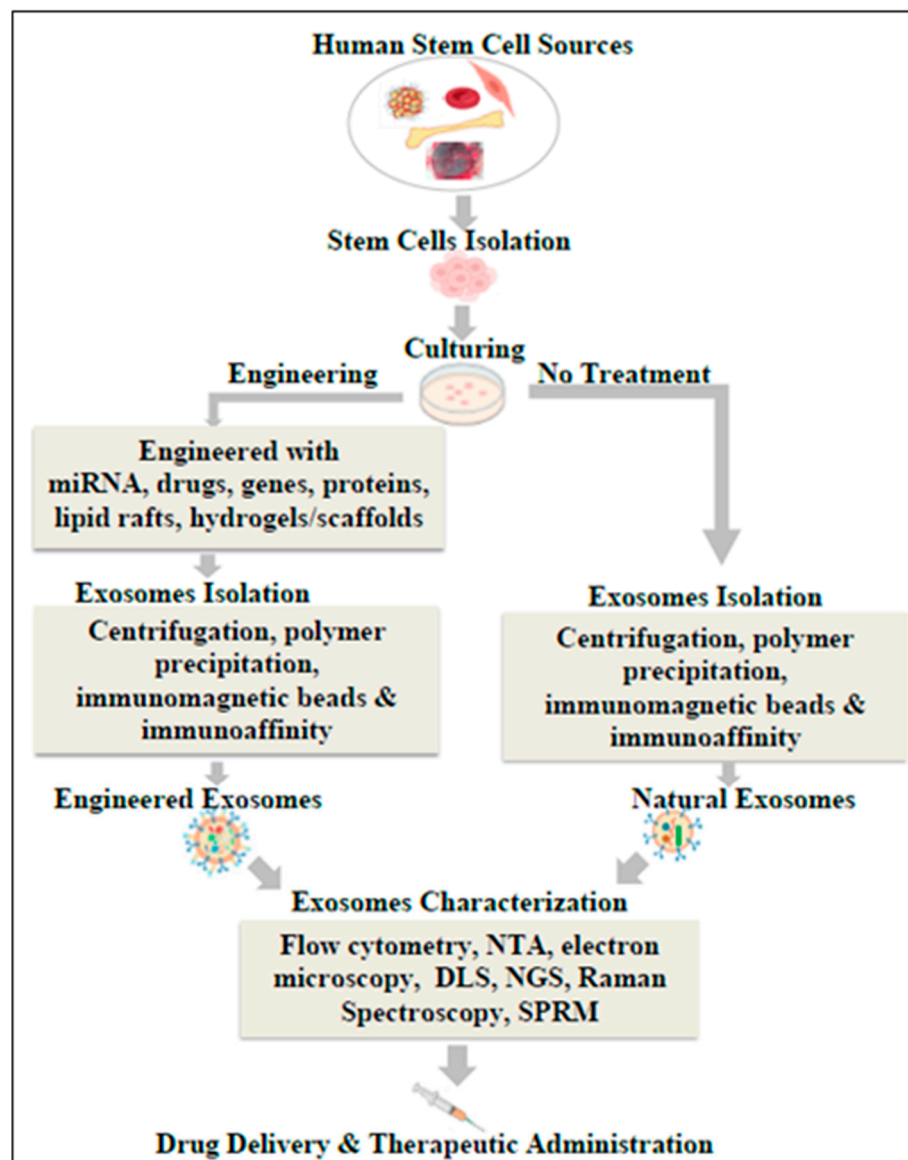 Human Stem Cell Sources
Stem Cells Isolation
Culturing
Engineering
No Treatment
Engineered with
miRNA, drugs, genes, proteins,
lipid rafts, hydrogels/scaffolds
Exosomes Isolation
Centrifugation, polymer
precipitation,
immunomagnetic beads &
immunoaffinity
Engineered Exosomes
Exosomes Isolation
Centrifugation, polymer
precipitation,
immunomagnetic beads &
immunoaffinity
Natural Exosomes
Exosomes Characterization
Flow cytometry, NTA, electron
microscopy, DLS, NGS, Raman
Spectroscopy, SPRM
Drug Delivery & Therapeutic Administration